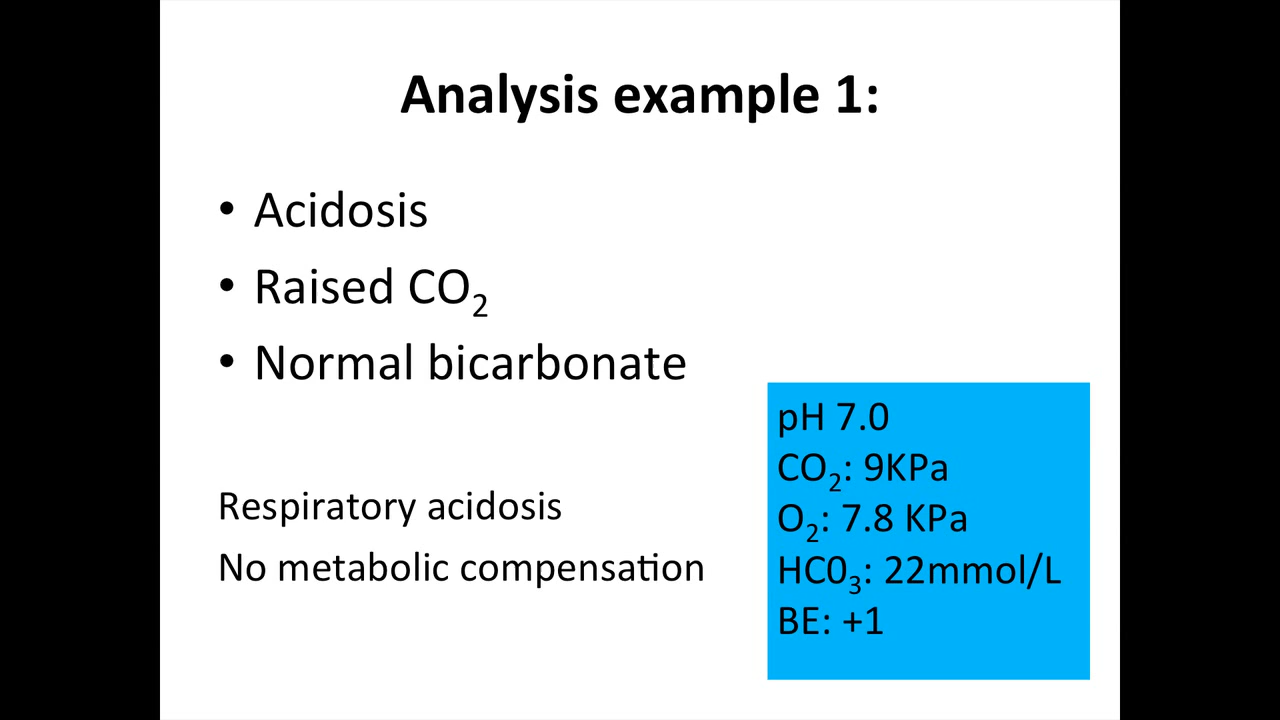 Analysis example 1:
• Acidosis
• Raised CO₂
• Normal bicarbonate
Respiratory acidosis
No metabolic compensation
pH 7.0
CO₂: 9KPa
O₂: 7.8 KPa
HC0₃: 22mmol/L
BE: +1